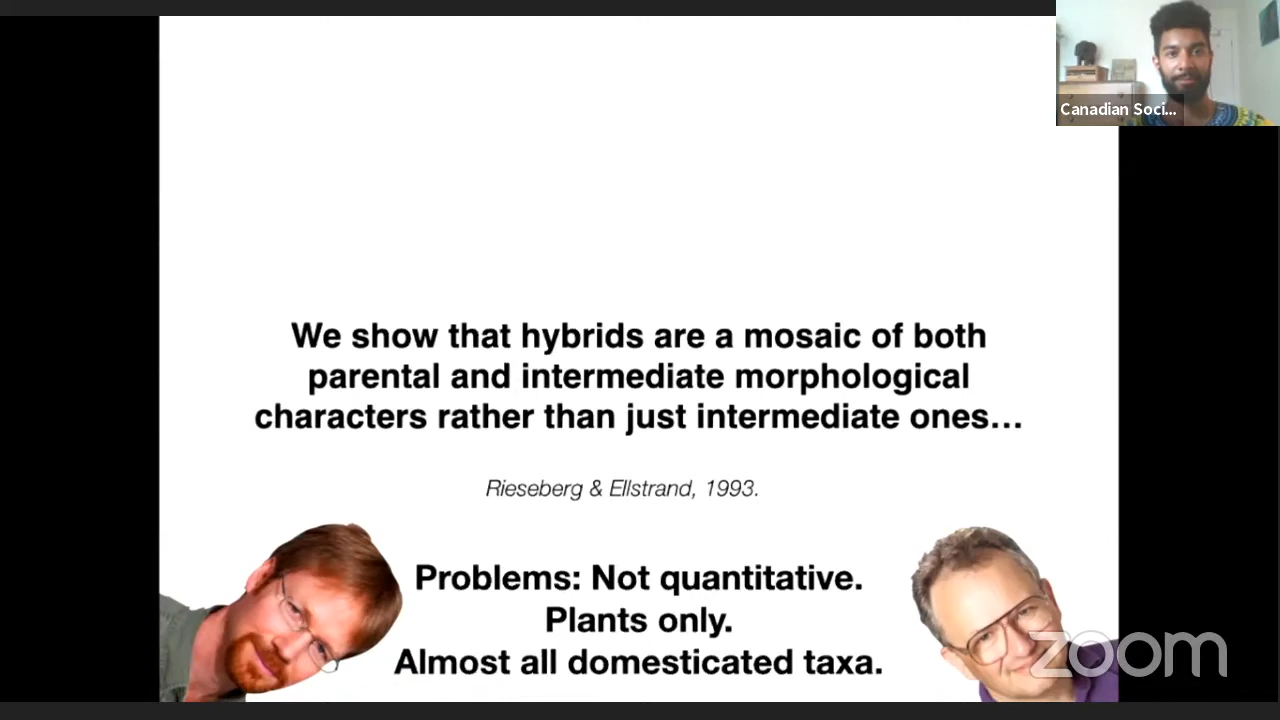 Canadian Soci...
We show that hybrids are a mosaic of both
parental and intermediate morphological
characters rather than just intermediate ones…
Rieseberg & Ellstrand, 1993.
Problems: Not quantitative.
Plants only.
Almost all domesticated taxa.
zoom